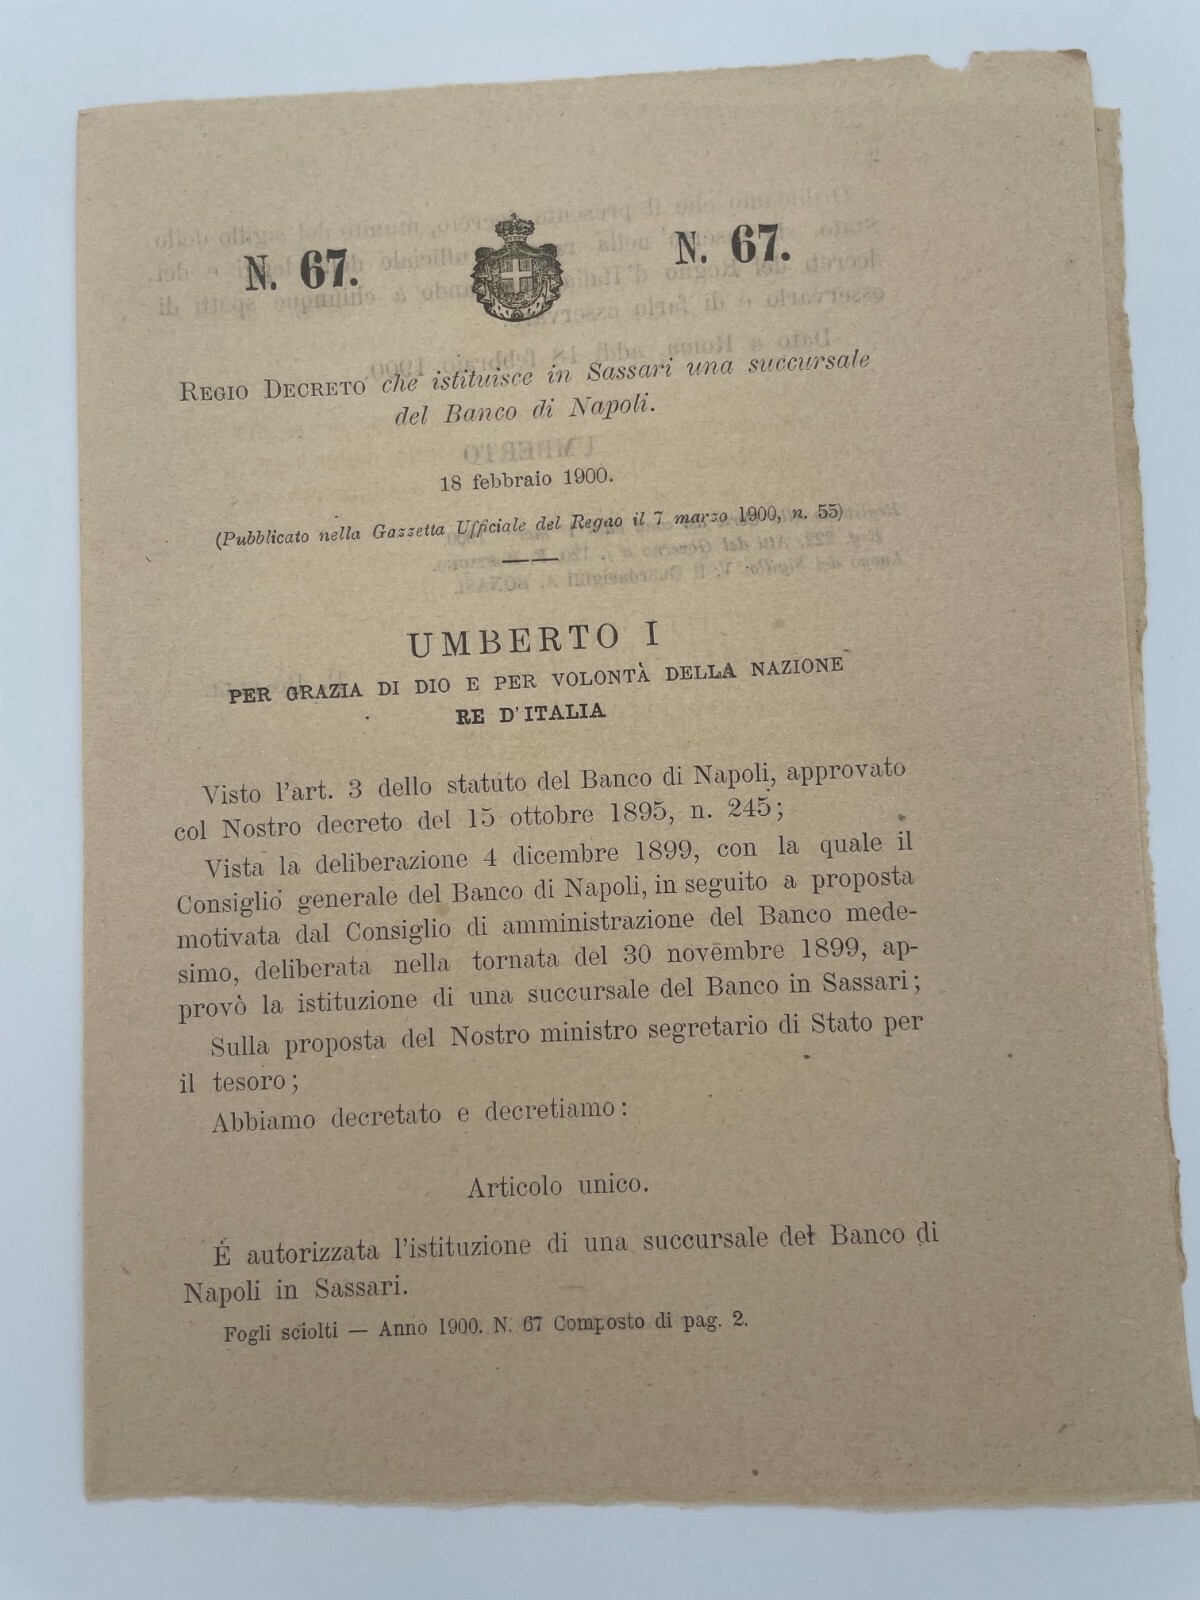 N. 67.
N. 67.
REGIO DECRETO che istituisce in Sassari una succursale
del Banco di Napoli.
18 febbraio 1900.
(Pubblicato nella Gazzetta Ufficiale del Regno il 7 marzo 1900, n. 55)
UMBERTO I
PER GRAZIA DI DIO E PER VOLONTÀ DELLA NAZIONE
RE D'ITALIA
Visto l'art. 3 dello statuto del Banco di Napoli, approvato
col Nostro decreto del 15 ottobre 1895, n. 245;
Vista la deliberazione 4 dicembre 1899, con la quale il
Consiglio generale del Banco di Napoli, in seguito a proposta
motivata dal Consiglio di amministrazione del Banco mede-
simo, deliberata nella tornata del 30 novembre 1899, ap-
provò la istituzione di una succursale del Banco in Sassari;
Sulla proposta del Nostro ministro segretario di Stato per
il tesoro;
Abbiamo decretato e decretiamo:
Articolo unico.
É autorizzata l'istituzione di una succursale del Banco di
Napoli in Sassari.
Fogli sciolti — Anno 1900. N. 67 Composto di pag. 2.